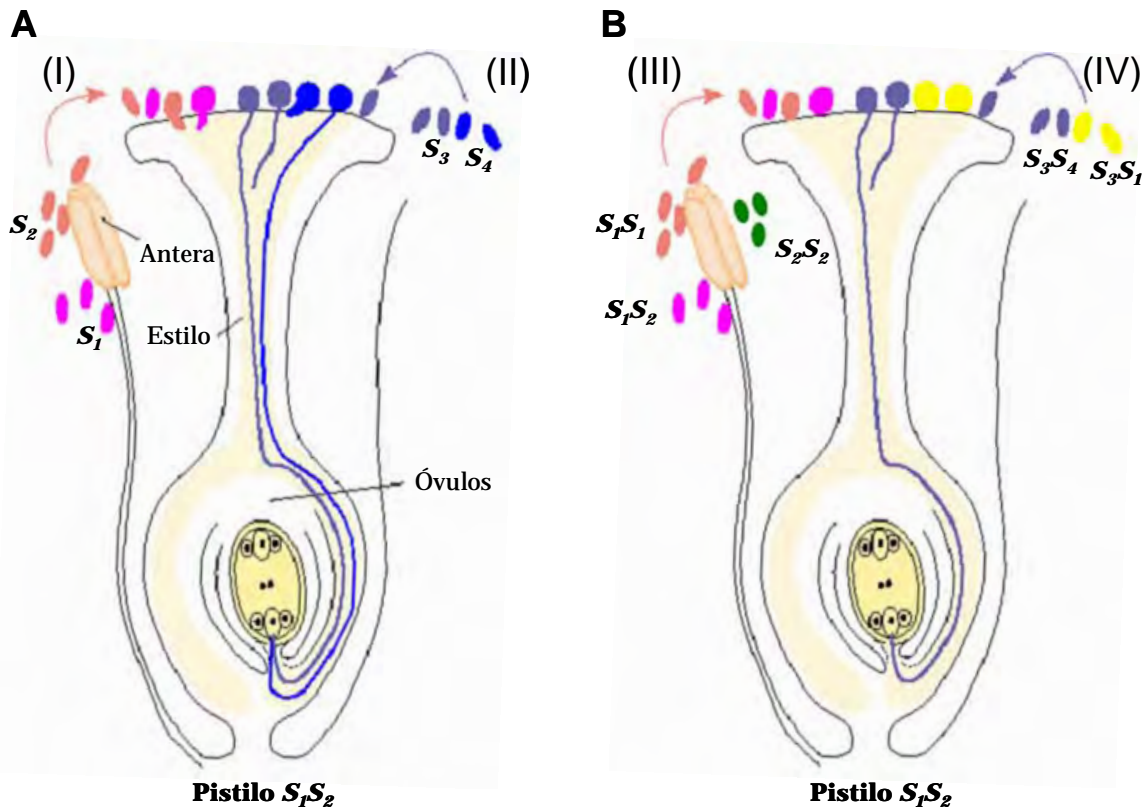 A
B
(I)
(II)
(III)
(IV)
S3
S4
S3S4
S3S1
S2
Antera
S1S1
S2S2
S1
Estilo
S1S2
Óvulos
Pistilo S1S2
Pistilo S1S2